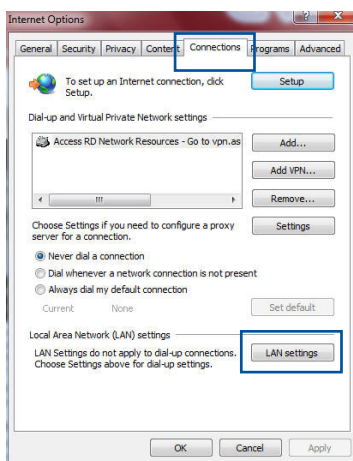 Internet Options
General Security Privacy Content Connections Programs Advanced
To set up an Internet connection, click
Setup.
Setup
Dial-up and Virtual Private Network settings
Access RD Network Resources - Go to vpn.as
Add...
Add VPN...
Remove...
Choose Settings if you need to configure a proxy
server for a connection.
Settings
Never dial a connection
Dial whenever a network connection is not present
Always dial my default connection
Current None
Set default
Local Area Network (LAN) settings
LAN Settings do not apply to dial-up connections.
Choose Settings above for dial-up settings.
LAN settings
OK Cancel Apply